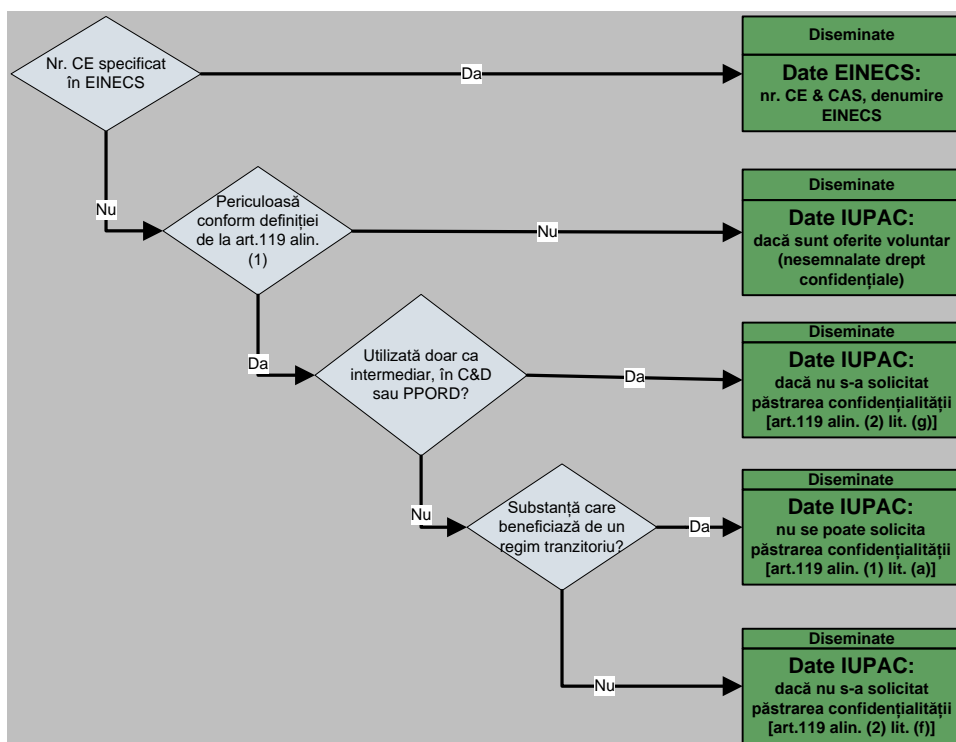 Nr. CE specificat
în EINECS
Da
Diseminate
Date EINECS:
nr. CE & CAS, denumire
EINECS
Nu
Periculoasă
conform definiției
de la art.119 alin.
(1)
Nu
Diseminate
Date IUPAC:
dacă sunt oferite voluntar
(nesemnalate drept
confidențiale)
Da
Utilizată doar ca
intermediar, în C&D
sau PPORD?
Da
Diseminate
Date IUPAC:
dacă nu s-a solicitat
păstrarea confidențialității
[art.119 alin. (2) lit. (g)]
Nu
Substanță care
beneficiază de un
regim tranzitoriu?
Da
Diseminate
Date IUPAC:
nu se poate solicita
păstrarea confidențialității
[art.119 alin. (1) lit. (a)]
Nu
Diseminate
Date IUPAC:
dacă nu s-a solicitat
păstrarea confidențialității
[art.119 alin. (2) lit. (f)]